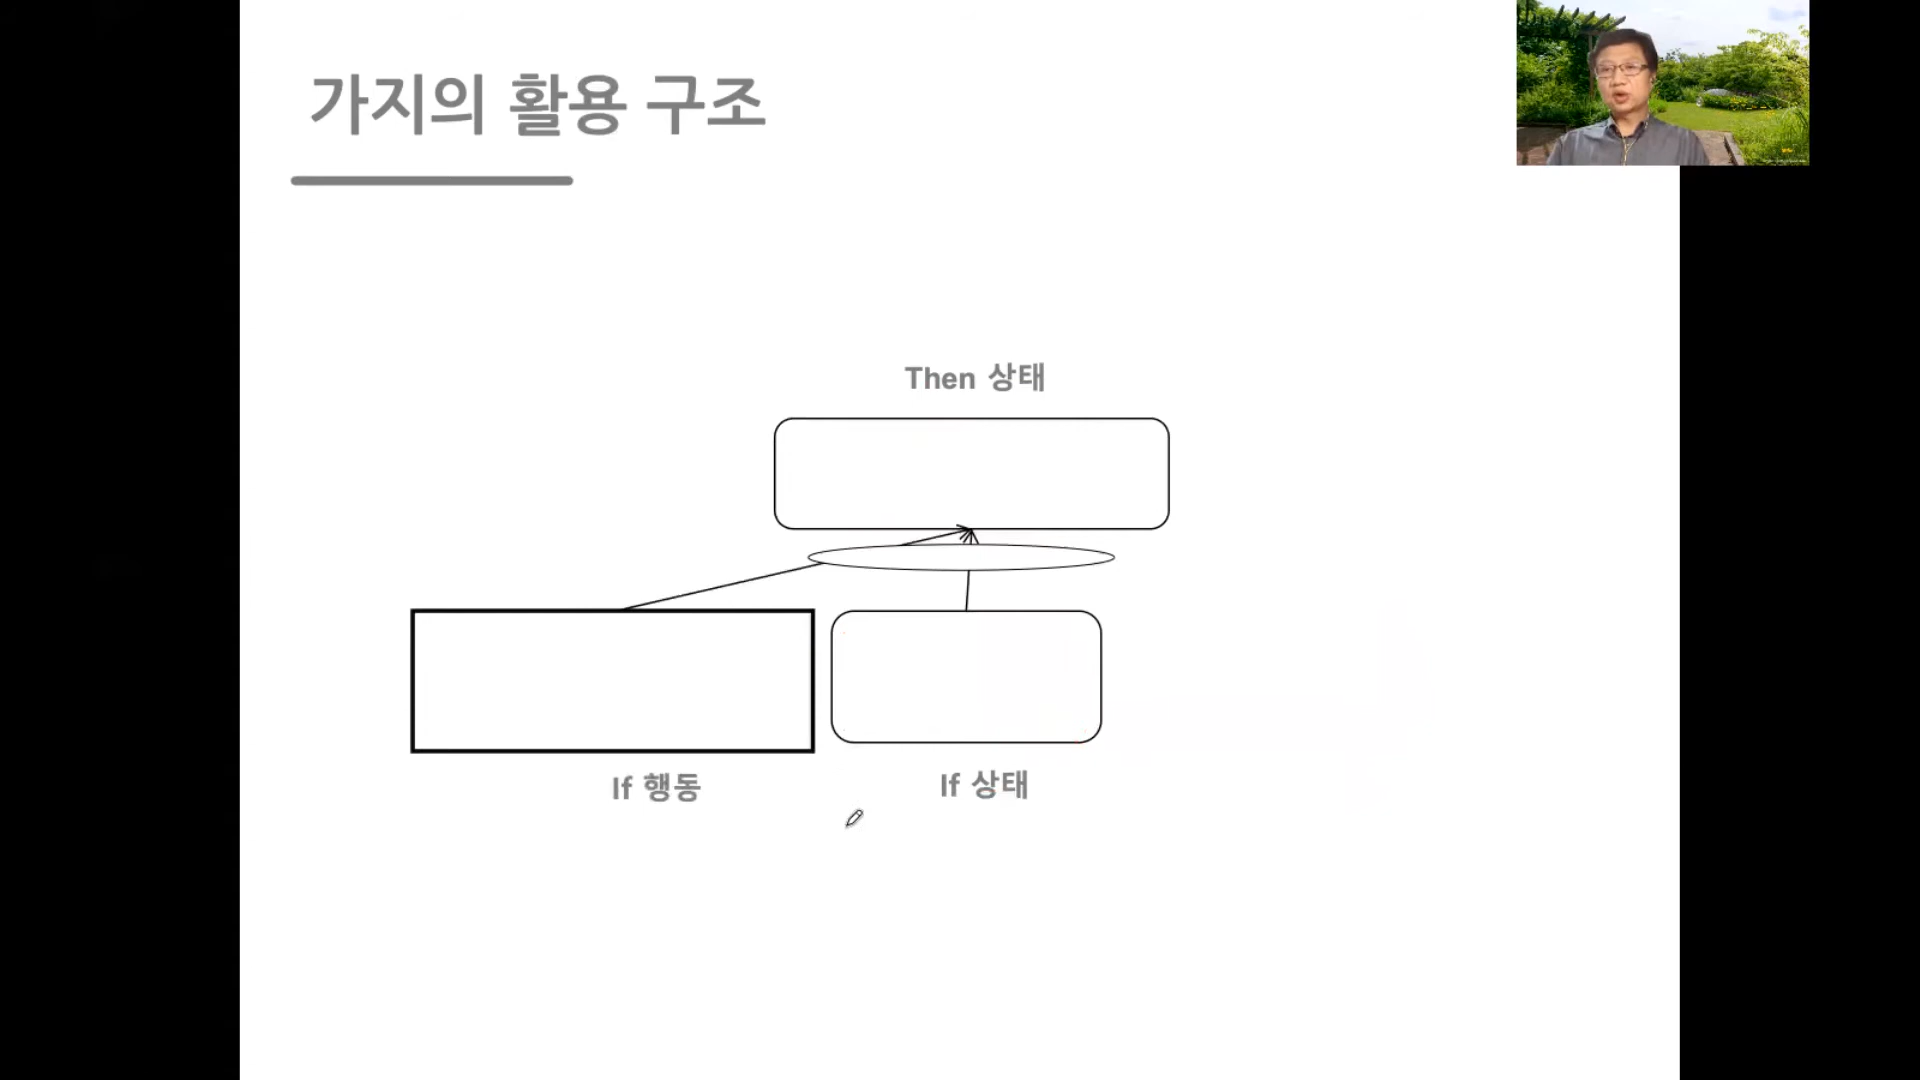 가지의 활용 구조
Then 상태
If 행동
If 상태